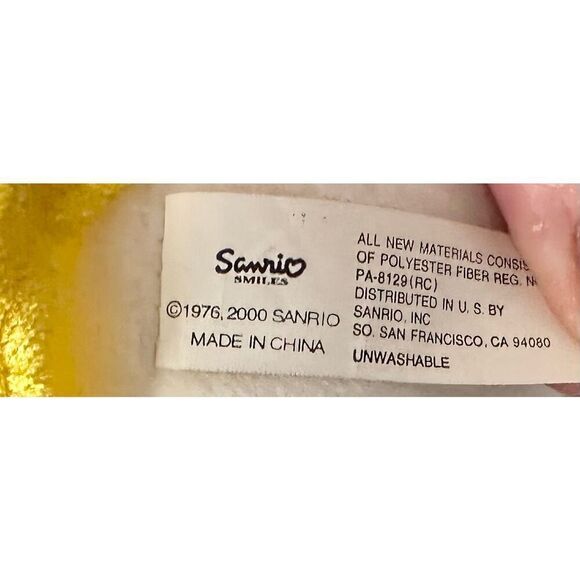 Sanrio
SMILES
©1976, 2000 SANRIO
MADE IN CHINA
ALL NEW MATERIALS
OF POLYESTER FIBER REG.
PA-8129(RC)
DISTRIBUTED IN U. S. BY
SANRIO, INC
SO. SAN FRANCISCO, CA 94080
UNWASHABLE